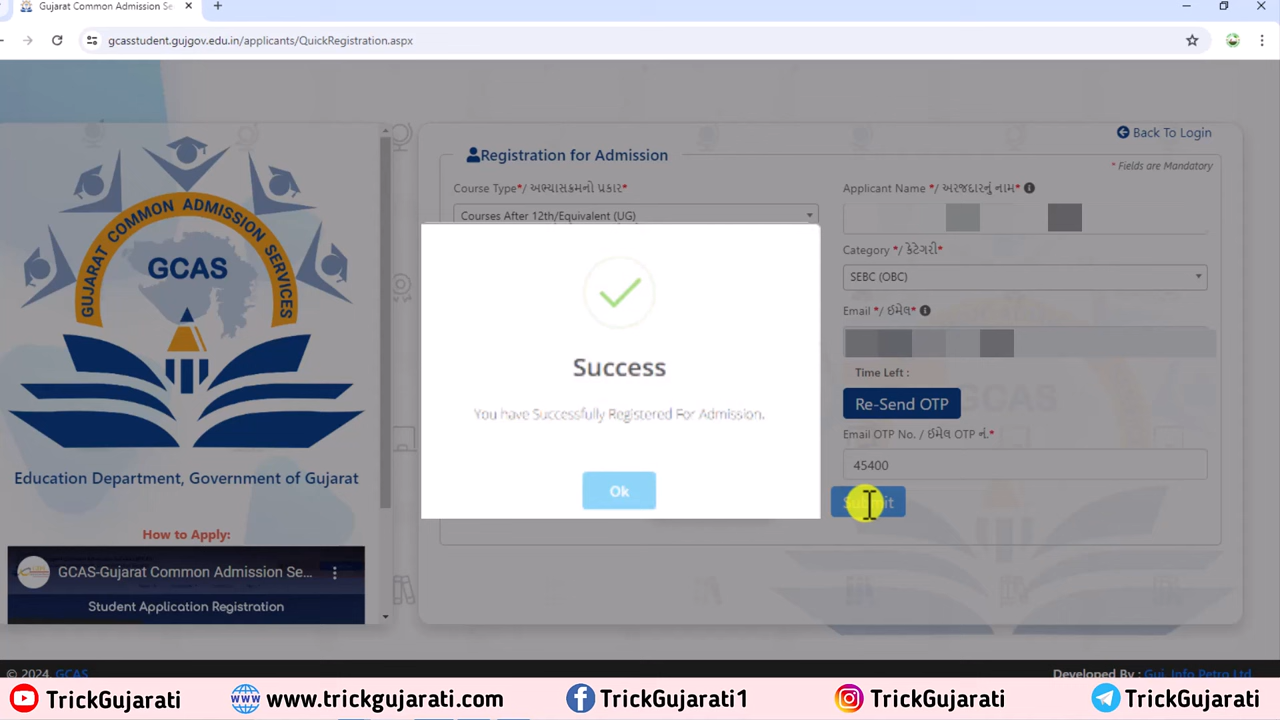 Gujarat Common Admission Se
gcasstudent.gujgov.edu.in/applicants/QuickRegistration.aspx
GUJARAT COMMON ADMISSION SERVICES
GCAS
Education Department, Government of Gujarat
How to Apply:
GCAS-Gujarat Common Admission Se...
Student Application Registration
Back To Login
Registration for Admission
* Fields are Mandatory
Course Type*/ અભ્યાસક્રમનો પ્રકાર*
Courses After 12th/Equivalent (UG)
Applicant Name */ અરજદારનું નામ*
Category */ કેટેગરી*
SEBC (OBC)
Email */ ઈમેલ*
Time Left :
Re-Send OTP
Email OTP No. / ઈમેલ OTP નં.*
45400
Submit
Success
You have Successfully Registered For Admission.
Ok
GCAS
© 2024, GCAS
Developed By : Guj. Info Petro Ltd
TrickGujarati
www.trickgujarati.com
TrickGujarati1
TrickGujarati
TrickGujarati